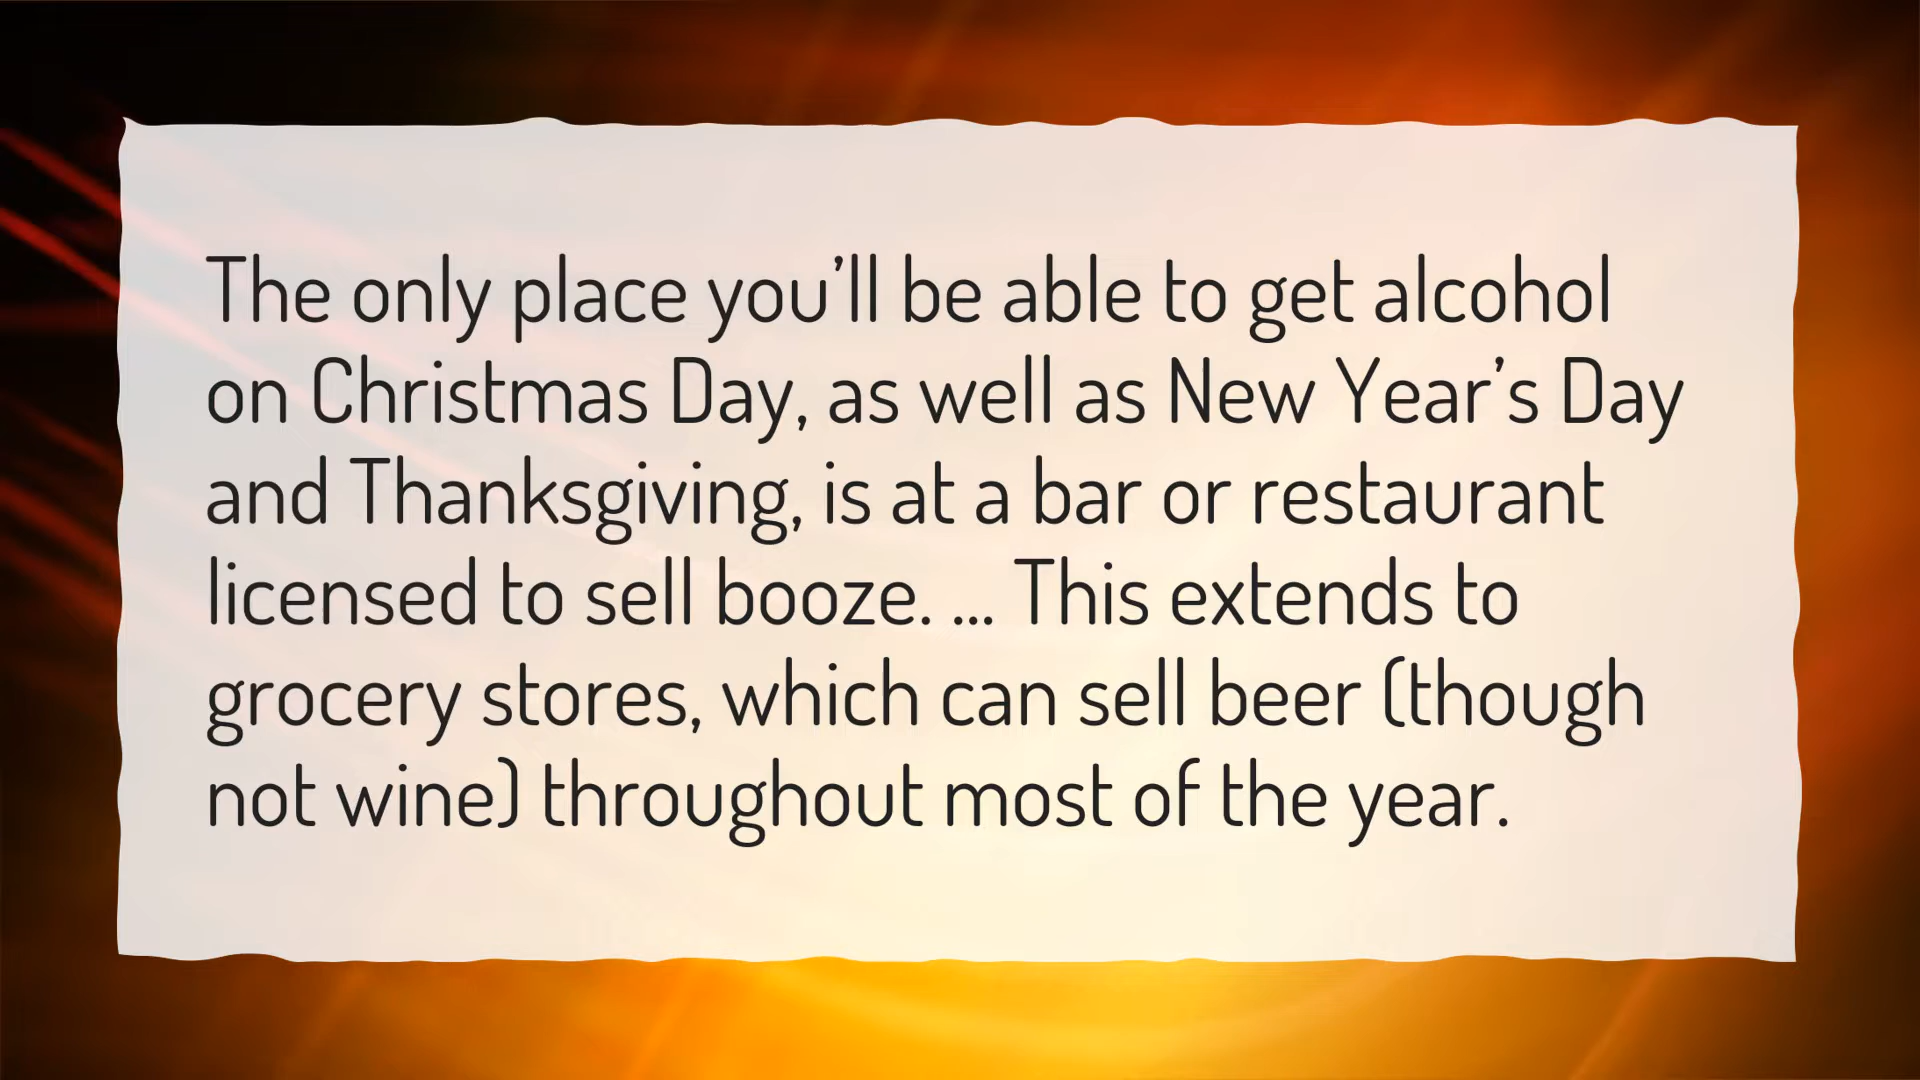 The only place you’ll be able to get alcohol
on Christmas Day, as well as New Year’s Day
and Thanksgiving, is at a bar or restaurant
licensed to sell booze. ... This extends to
grocery stores, which can sell beer (though
not wine) throughout most of the year.